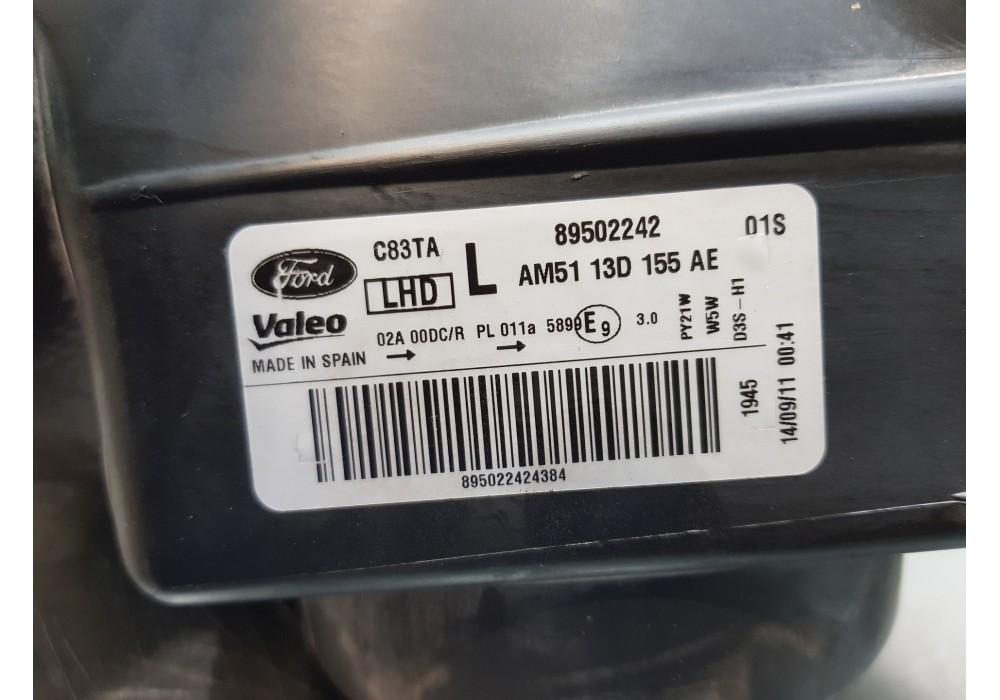 Ford
C83TA
LHD
L
89502242
01S
AM51 13D 155 AE
Valeo
MADE IN SPAIN
02A 00DC/R PL 011a 5899 E9 3.0
PY21W
W5W
D3S-H1
1945
14/09/11 00:41
895022424384